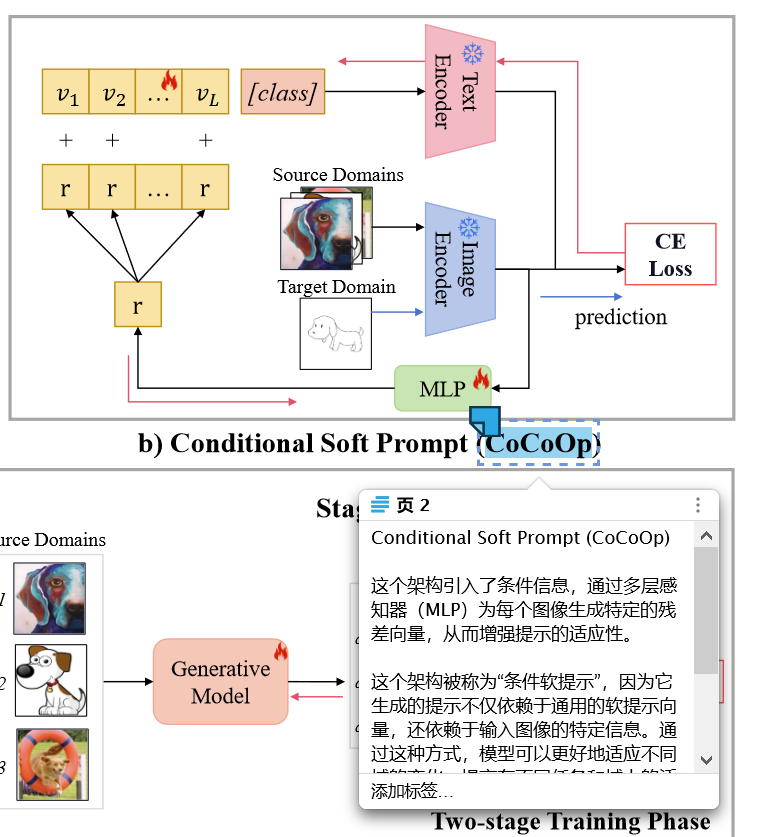 v1 v2 … vL [class]
Text Encoder
+ + +
r r … r
Source Domains
Image Encoder
Target Domain
CE Loss
r
prediction
MLP
b) Conditional Soft Prompt (CoCoOp)
Stag
页 2
urce Domains
Conditional Soft Prompt (CoCoOp)
这个架构引入了条件信息，通过多层感
知器（MLP）为每个图像生成特定的残
差向量，从而增强提示的适应性。
这个架构被称为“条件软提示”，因为它
生成的提示不仅依赖于通用的软提示向
量，还依赖于输入图像的特定信息。通
过这种方式，模型可以更好地适应不同
1
2
3
Generative
Model
添加标签…
Two-stage Training Phase